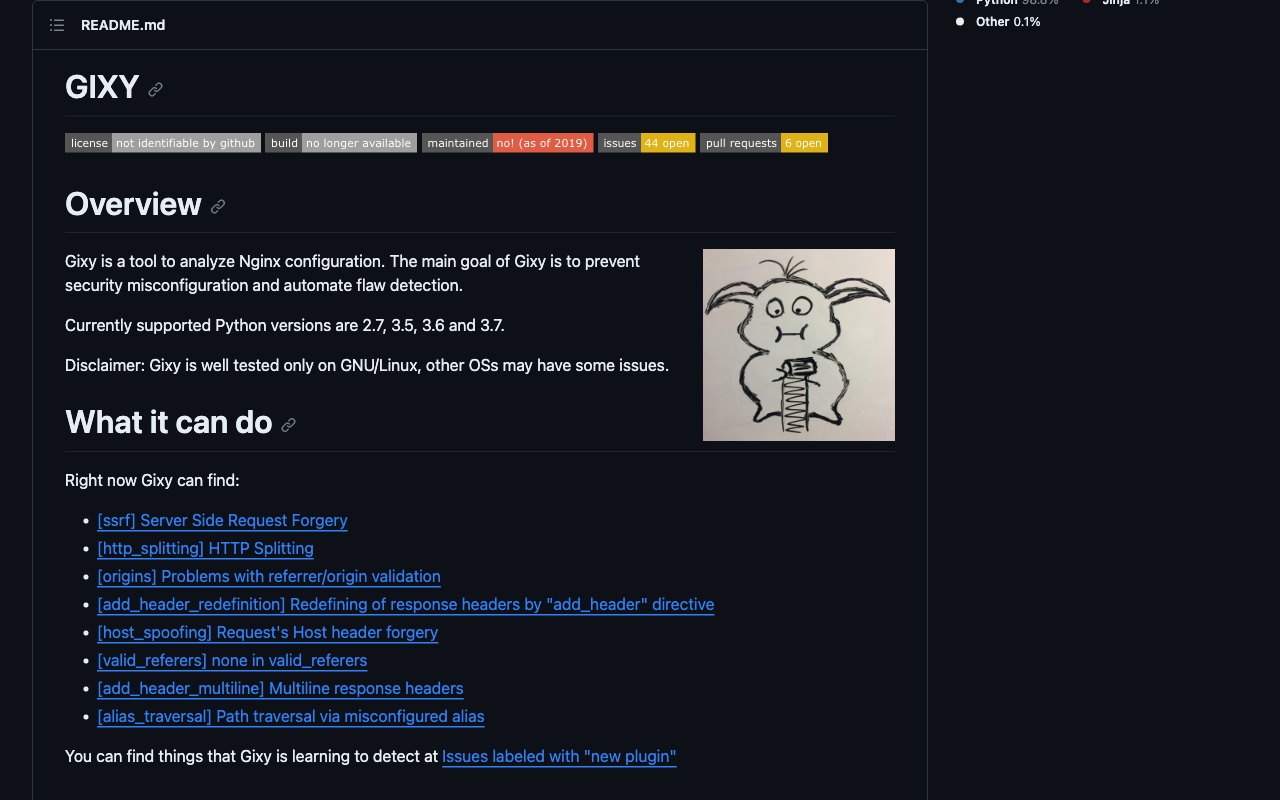 README.md
Python 98.8%
Jinja 1.1%
Other 0.1%
GIXY
license not identifiable by github build no longer available maintained no! (as of 2019) issues 44 open pull requests 6 open
Overview
Gixy is a tool to analyze Nginx configuration. The main goal of Gixy is to prevent
security misconfiguration and automate flaw detection.
Currently supported Python versions are 2.7, 3.5, 3.6 and 3.7.
Disclaimer: Gixy is well tested only on GNU/Linux, other OSs may have some issues.
What it can do
Right now Gixy can find:
[ssrf] Server Side Request Forgery
[http_splitting] HTTP Splitting
[origins] Problems with referrer/origin validation
[add_header_redefinition] Redefining of response headers by "add_header" directive
[host_spoofing] Request's Host header forgery
[valid_referers] none in valid_referers
[add_header_multiline] Multiline response headers
[alias_traversal] Path traversal via misconfigured alias
You can find things that Gixy is learning to detect at Issues labeled with "new plugin"